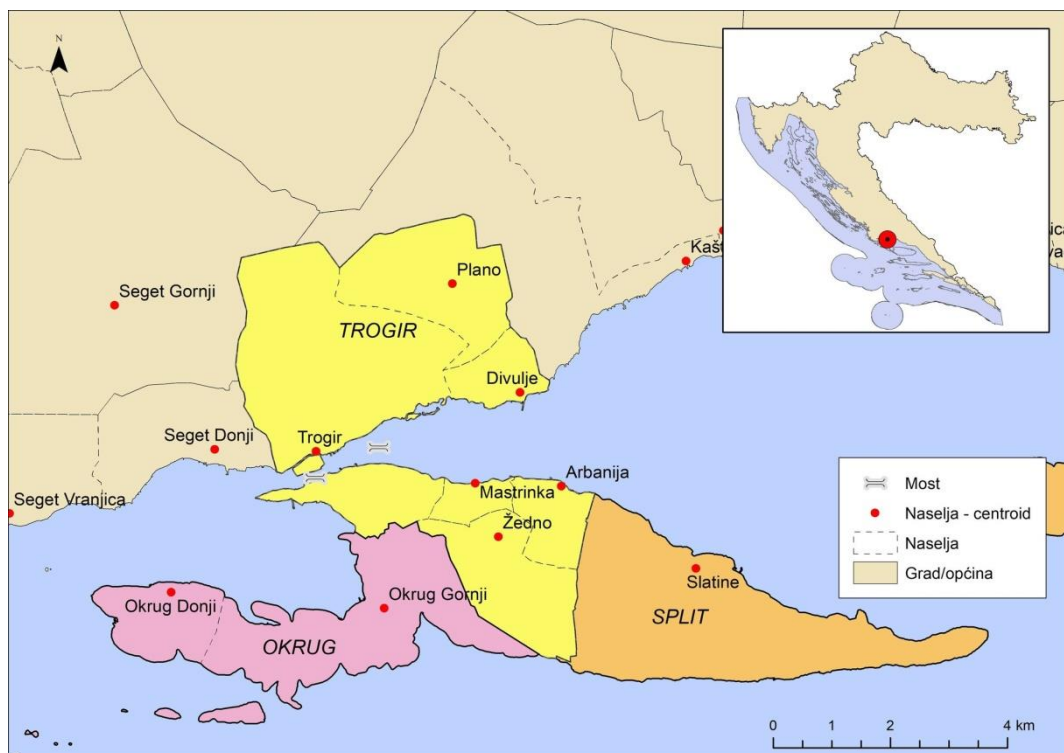 N
Plano
Kašt
Seget Gornji
TROGIR
Divulje
Seget Donji
Trogir
Arbanija
Mastrinka
Seget Vranjica
Žedno
Slatine
Okrug Donji
Okrug Gornji
SPLIT
OKRUG
Most
Naselja - centroid
Naselja
Grad/općina
0 1 2 4 km